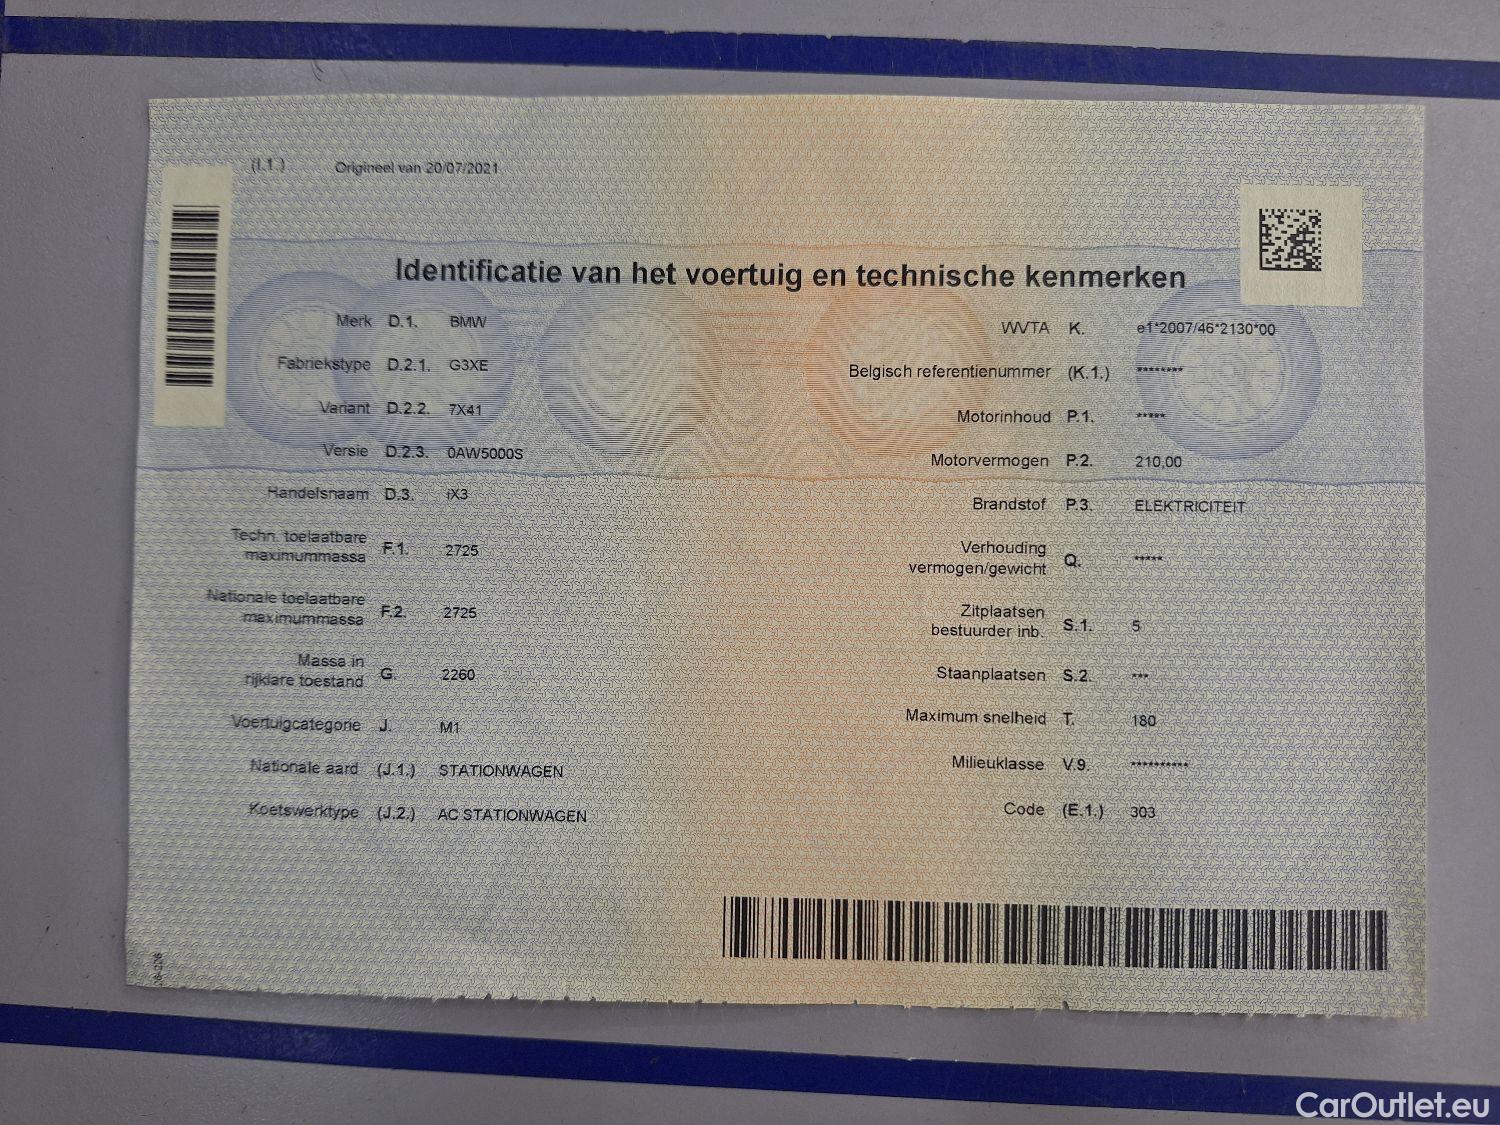 (I.1.) Origineel van 20/07/2021
Identificatie van het voertuig en technische kenmerken
Merk D.1. BMW
Fabriekstype D.2.1. G3XE
Variant D.2.2. 7X41
Versie D.2.3. 0AW5000S
Handelsnaam D.3. iX3
Techn. toelaatbare
maximummassa F.1. 2725
Nationale toelaatbare
maximummassa F.2. 2725
Massa in
rijklare toestand G. 2260
Voertuigcategorie J. M1
Nationale aard (J.1.) STATIONWAGEN
Koetswerktype (J.2.) AC STATIONWAGEN
WVTA K. e1*2007/46*2130*00
Belgisch referentienummer (K.1.) ********
Motorinhoud P.1. *****
Motorvermogen P.2. 210,00
Brandstof P.3. ELEKTRICITEIT
Verhouding
vermogen/gewicht Q. *****
Zitplaatsen
bestuurder inb. S.1. 5
Staanplaatsen S.2. ***
Maximum snelheid T. 180
Milieuklasse V.9. **********
Code (E.1.) 303
CarOutlet.eu